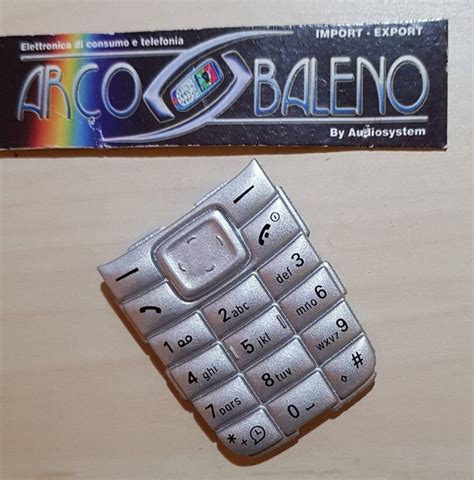 Elettronica di consumo e telefonia
IMPORT - EXPORT
ARCO BALENO
By Audiosystem
1
2 abc
def 3
4 ghi
5 jkl
mno 6
7 pqrs
8 tuv
wxyz 9
* +
0
#